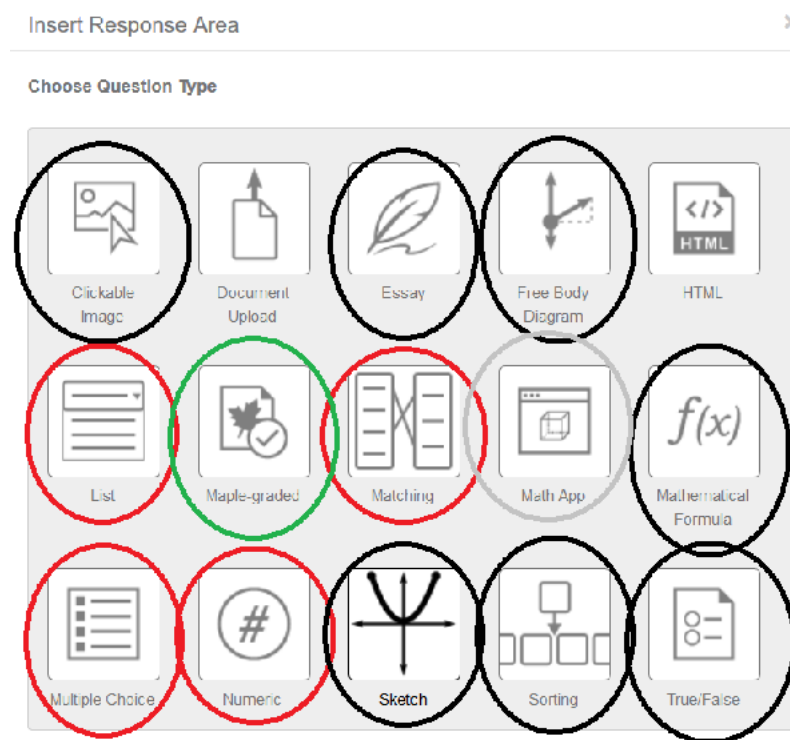 Insert Response Area
Choose Question Type
Clickable
Image
Document
Upload
Essay
Free Body
Diagram
</>
HTML
HTML
List
Maple-graded
Matching
Math App
f(x)
Mathematical
Formula
Multiple Choice
#
Numeric
Sketch
Sorting
True/False